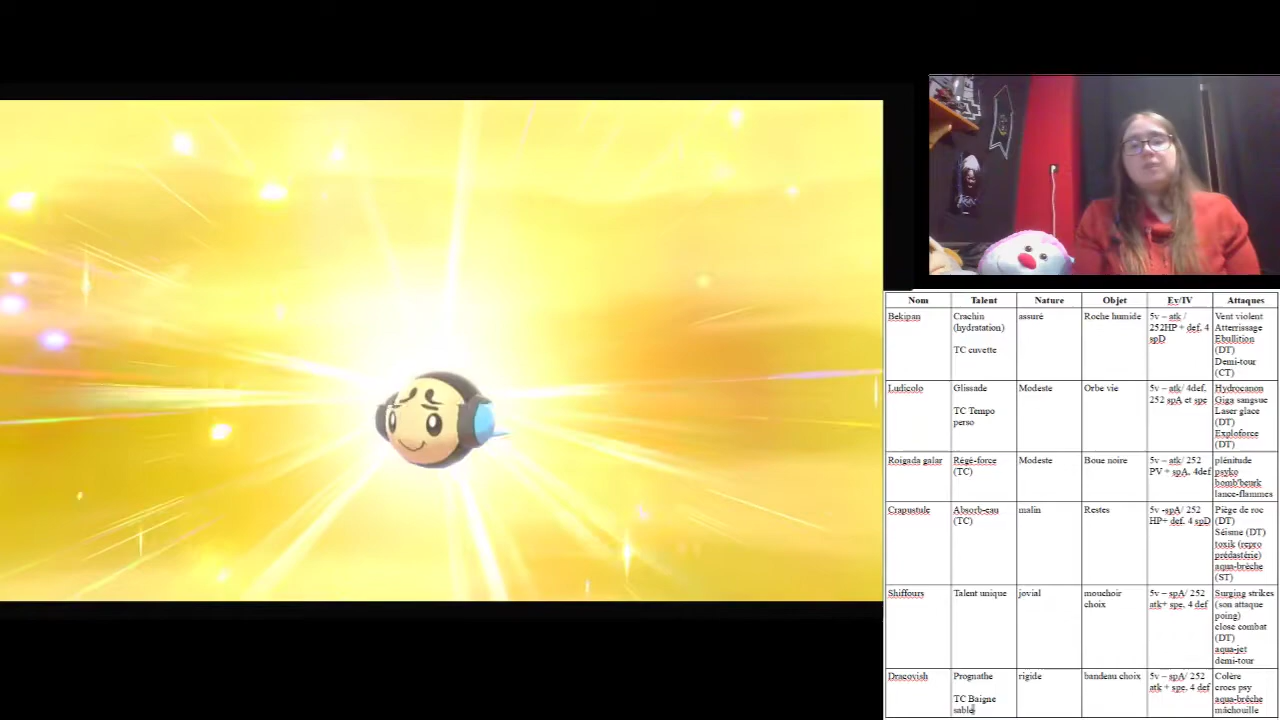 Nom Talent Nature Objet Ev/IV Attaques
Bekipan Crachin assuré Roche humide 5v – atk / Vent violent
(hydratation) 252HP + def. 4 Atterrissage
spD Ebullition
TC cuvette (DT)
Demi-tour
(CT)
Ludicolo Glissade Modeste Orbe vie 5v – atk/ 4def, Hydrocanon
252 spA et spe Giga sangsue
TC Tempo Laser glace
perso (DT)
Exploforce
(DT)
Roigada galar Régé-force Modeste Boue noire 5v – atk/ 252 plénitude
(TC) PV + spA, 4def psyko
bomb'beurk
lance-flammes
Crapustule Absorb-eau malin Restes 5v -spA/ 252 Piège de roc
(TC) HP+ def. 4 spD (DT)
Séisme (DT)
toxik (repro
prédastérie)
aqua-brèche
(ST)
Shiffours Talent unique jovial mouchoir 5v – spA/ 252 Surging strikes
choix atk+ spe, 4 def (son attaque
poing)
close combat
(DT)
aqua-jet
demi-tour
Dracovish Prognathe rigide bandeau choix 5v – spA/ 252 Colère
atk + spe, 4 def crocs psy
TC Baigne aqua-brèche
sable mâchouille